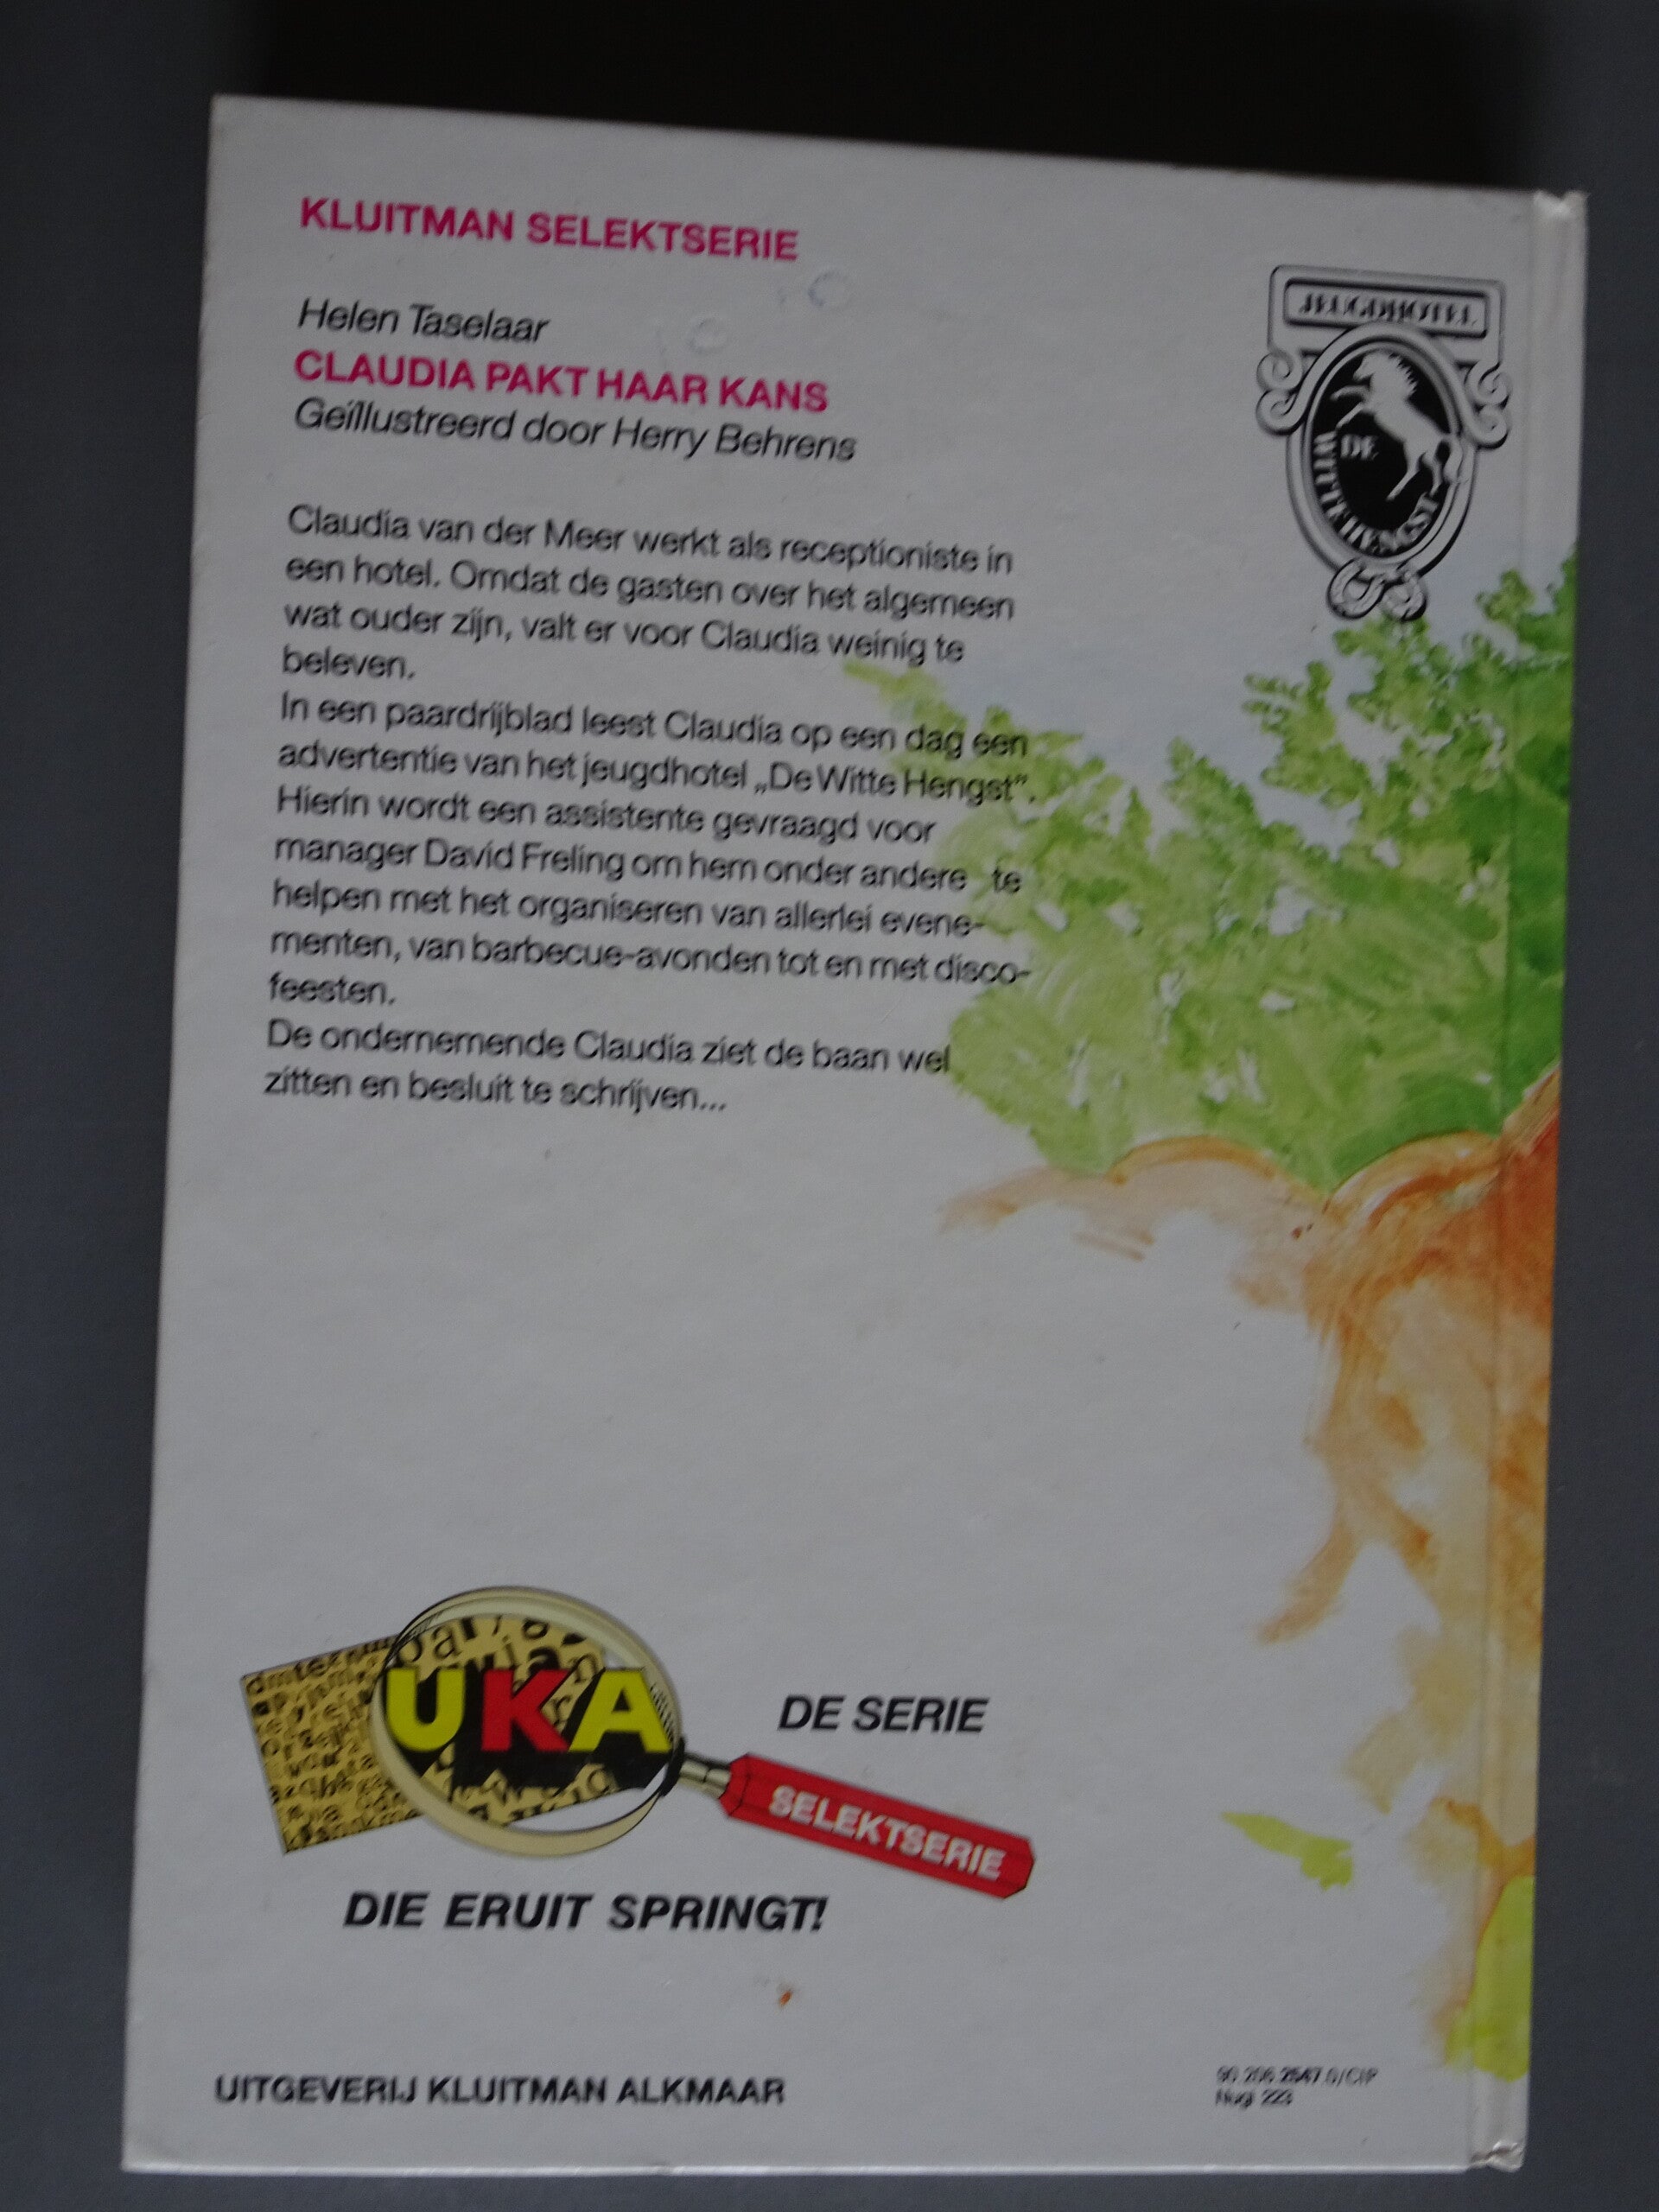 KLUITMAN SELEKTSERIE
Helen Taselaar
CLAUDIA PAKT HAAR KANS
Geïllustreerd door Herry Behrens
JEUGDHOTEL
DE
WITTE HENGST
Claudia van der Meer werkt als receptioniste in
een hotel. Omdat de gasten over het algemeen
wat ouder zijn, valt er voor Claudia weinig te
beleven.
In een paardrijblad leest Claudia op een dag een
advertentie van het jeugdhotel „De Witte Hengst”.
Hierin wordt een assistente gevraagd voor
manager David Freling om hem onder andere te
helpen met het organiseren van allerlei evene-
menten, van barbecue-avonden tot en met disco-
feesten.
De ondernemende Claudia ziet de baan wel
zitten en besluit te schrijven...
UKA
DE SERIE
SELEKTSERIE
DIE ERUIT SPRINGT!
UITGEVERIJ KLUITMAN ALKMAAR
90.206.2547.0/CIP
Nugi 223